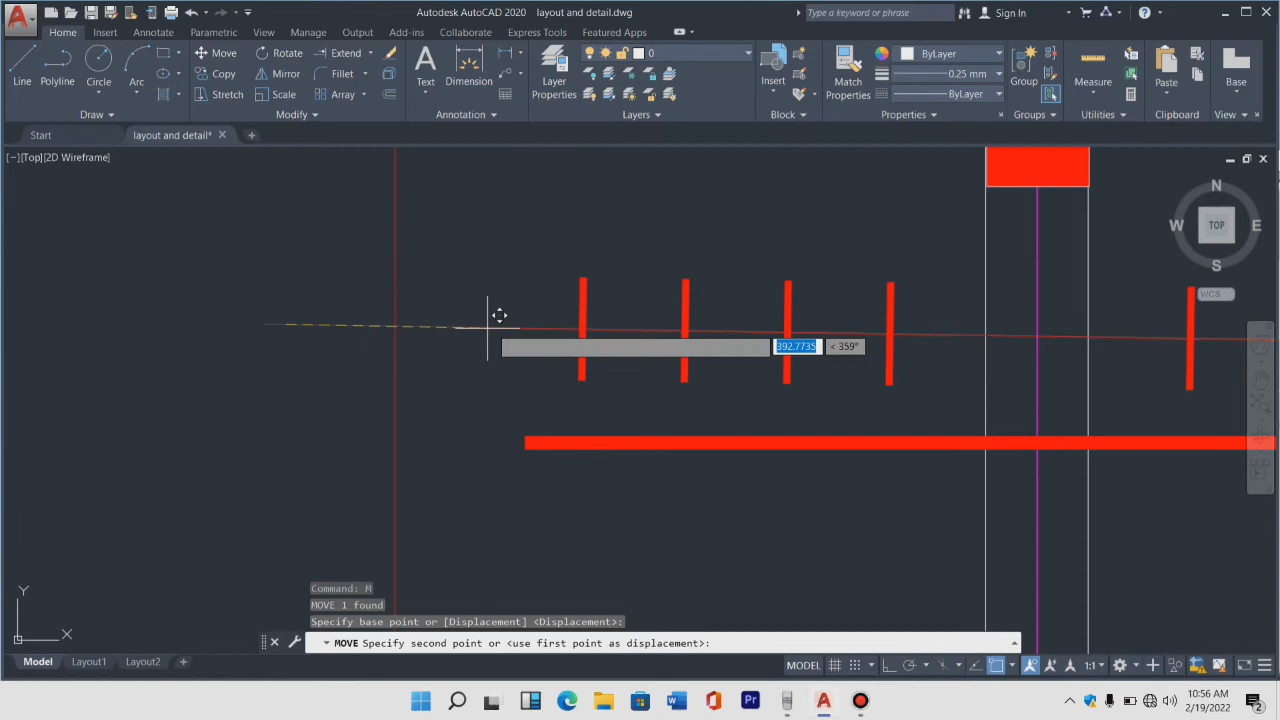 Autodesk AutoCAD 2020 layout and detail.dwg
Type a keyword or phrase
Sign In
Home Insert Annotate Parametric View Manage Output Add-ins Collaborate Express Tools Featured Apps
Line Polyline Circle Arc
Move Rotate Extend
Copy Mirror Fillet
Stretch Scale Array
Text Dimension
Layer Properties
0
Insert
Match Properties
ByLayer
0.25 mm
ByLayer
Group
Measure
Paste
Base
Draw Modify Annotation Layers Block Properties Groups Utilities Clipboard View
Start
layout and detail*
[−][Top][2D Wireframe]
N
W TOP E
S
WCS
392.7735 < 359°
Y
X
Command: M
MOVE 1 found
Specify base point or [Displacement] <Displacement>:
MOVE Specify second point or <use first point as displacement>:
Model Layout1 Layout2
MODEL
1:1
10:56 AM
2/19/2022
2